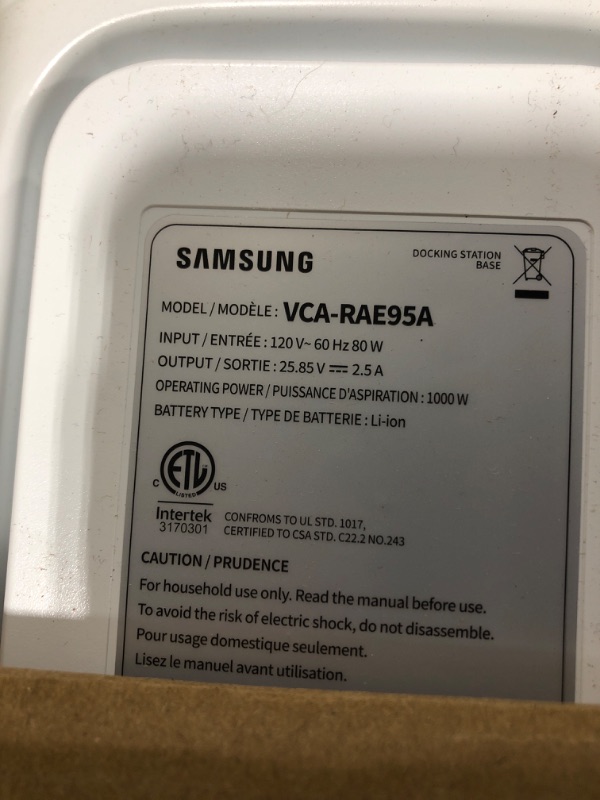 SAMSUNG
DOCKING STATION
BASE
MODEL / MODÈLE : VCA-RAE95A
INPUT / ENTRÉE : 120 V~ 60 Hz 80 W
OUTPUT / SORTIE : 25.85 V ⎓ 2.5 A
OPERATING POWER / PUISSANCE D'ASPIRATION : 1000 W
BATTERY TYPE / TYPE DE BATTERIE : Li-ion
ETL
LISTED
C US
Intertek
3170301
CONFROMS TO UL STD. 1017,
CERTIFIED TO CSA STD. C22.2 NO.243
CAUTION / PRUDENCE
For household use only. Read the manual before use.
To avoid the risk of electric shock, do not disassemble.
Pour usage domestique seulement.
Lisez le manuel avant utilisation.